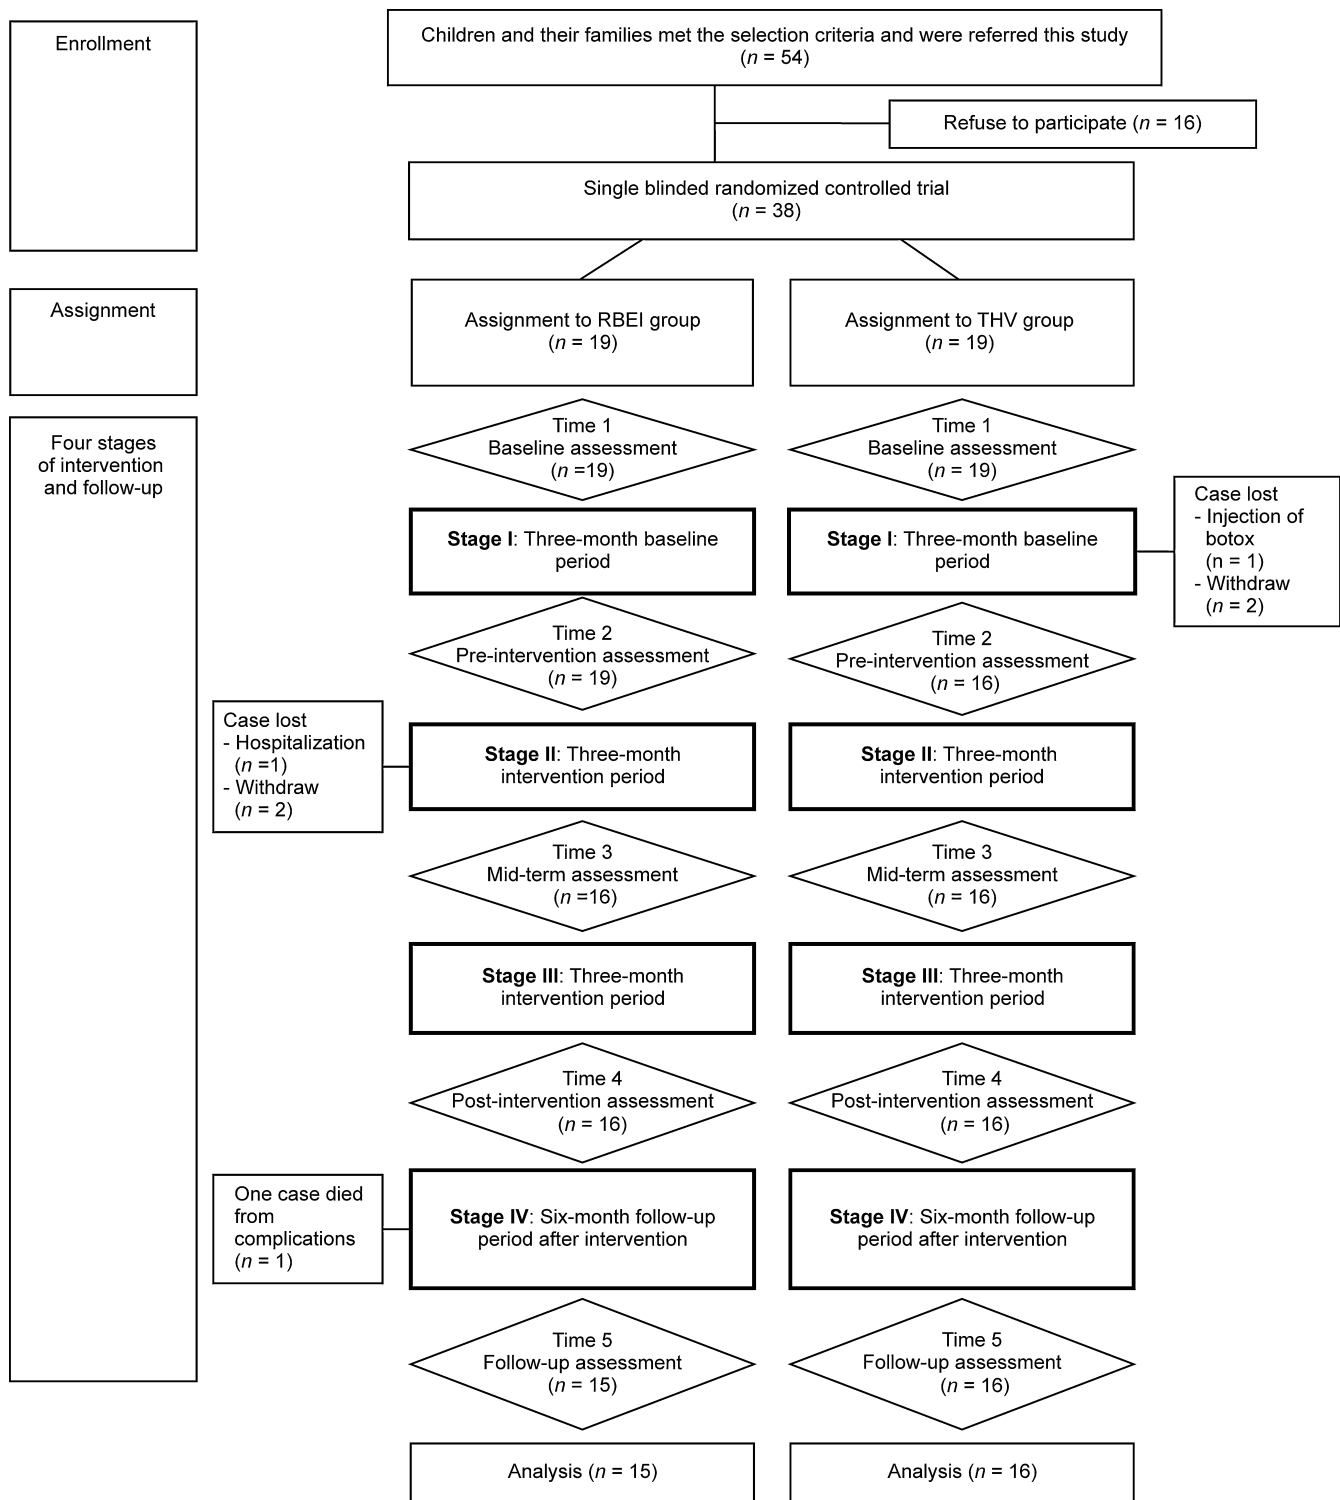 Enrollment
Children and their families met the selection criteria and were referred this study
(n = 54)
Refuse to participate (n = 16)
Single blinded randomized controlled trial
(n = 38)
Assignment
Assignment to RBEI group
(n = 19)
Assignment to THV group
(n = 19)
Four stages
of intervention
and follow-up
Time 1
Baseline assessment
(n =19)
Time 1
Baseline assessment
(n = 19)
Stage I: Three-month baseline
period
Stage I: Three-month baseline
period
Case lost
- Injection of
botox
(n = 1)
- Withdraw
(n = 2)
Time 2
Pre-intervention assessment
(n = 19)
Time 2
Pre-intervention assessment
(n = 16)
Case lost
- Hospitalization
(n =1)
- Withdraw
(n = 2)
Stage II: Three-month
intervention period
Stage II: Three-month
intervention period
Time 3
Mid-term assessment
(n =16)
Time 3
Mid-term assessment
(n = 16)
Stage III: Three-month
intervention period
Stage III: Three-month
intervention period
Time 4
Post-intervention assessment
(n = 16)
Time 4
Post-intervention assessment
(n = 16)
One case died
from
complications
(n = 1)
Stage IV: Six-month follow-up
period after intervention
Stage IV: Six-month follow-up
period after intervention
Time 5
Follow-up assessment
(n = 15)
Time 5
Follow-up assessment
(n = 16)
Analysis (n = 15)
Analysis (n = 16)